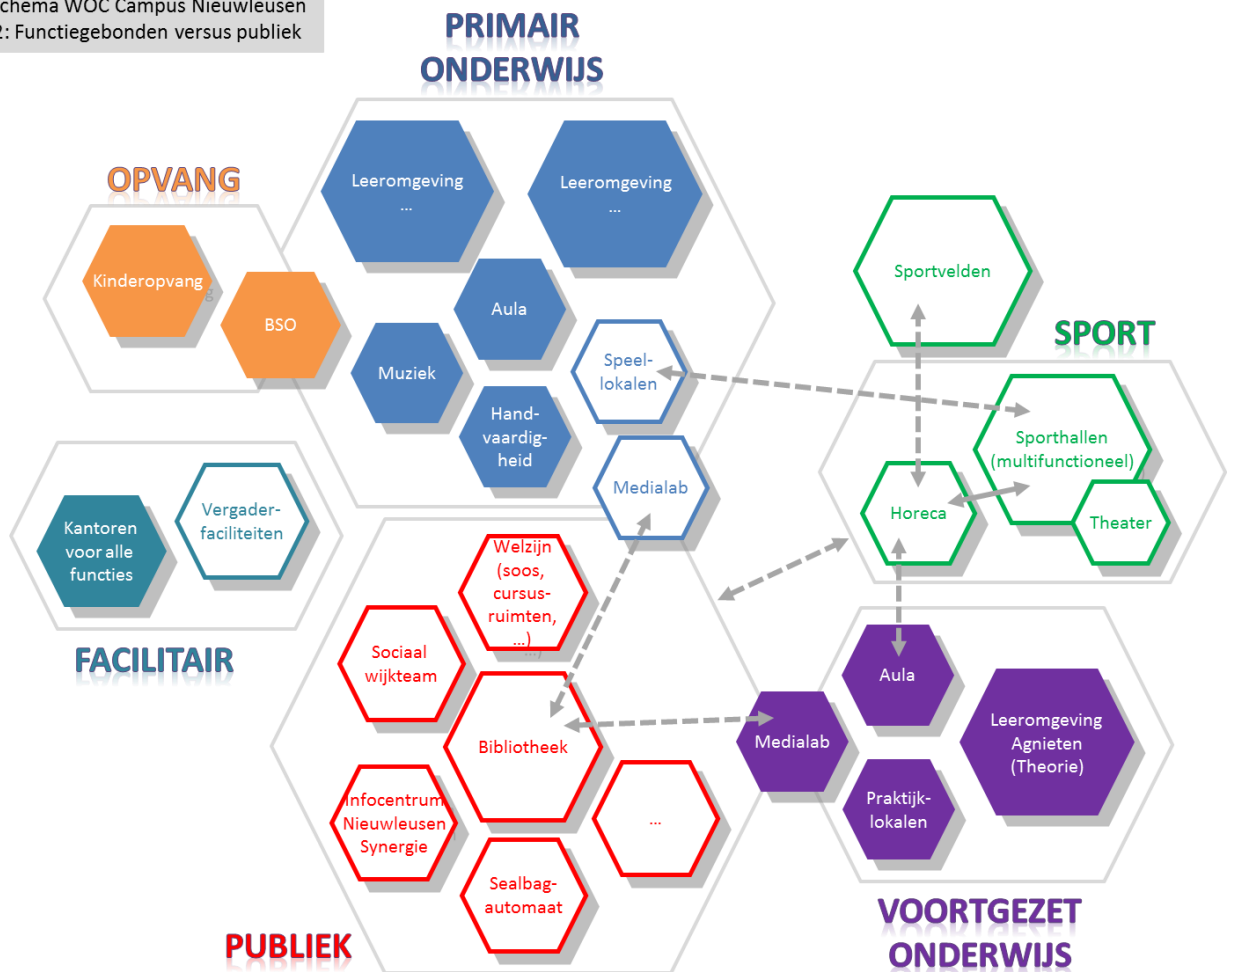 chema WOC Campus Nieuwleusen
2: Functiegebonden versus publiek
PRIMAIR
ONDERWIJS
Leeromgeving
...
Leeromgeving
...
OPVANG
Kinderopvang
BSO
Aula
Muziek
Speel-
lokalen
Hand-
vaardig-
heid
Medialab
Sportvelden
SPORT
Sporthallen
(multifunctioneel)
Horeca
Theater
Kantoren
voor alle
functies
Vergader-
faciliteiten
FACILITAIR
Welzijn
(soos,
cursus-
ruimten,
...)
Sociaal
wijkteam
Bibliotheek
Infocentrum
Nieuwleusen
Synergie
...
Sealbag-
automaat
PUBLIEK
Aula
Medialab
Leeromgeving
Agnieten
(Theorie)
Praktijk-
lokalen
VOORTGEZET
ONDERWIJS